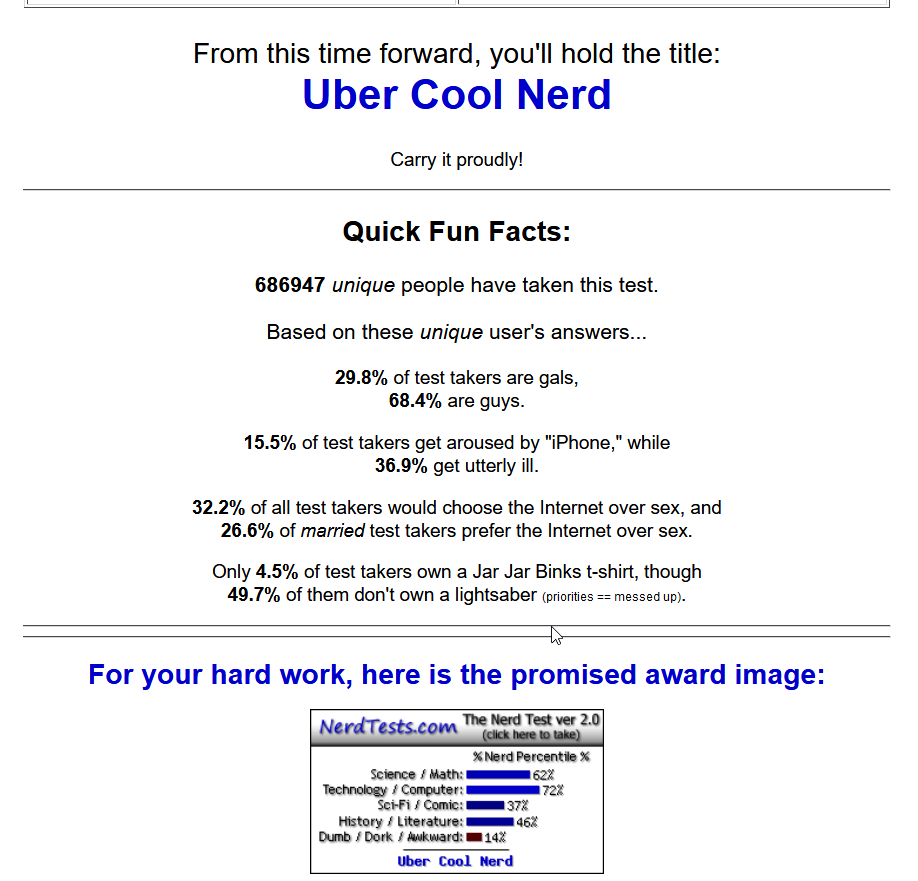 From this time forward, you'll hold the title:
Uber Cool Nerd
Carry it proudly!
Quick Fun Facts:
686947 unique people have taken this test.
Based on these unique user's answers...
29.8% of test takers are gals,
68.4% are guys.
15.5% of test takers get aroused by "iPhone," while
36.9% get utterly ill.
32.2% of all test takers would choose the Internet over sex, and
26.6% of married test takers prefer the Internet over sex.
Only 4.5% of test takers own a Jar Jar Binks t-shirt, though
49.7% of them don't own a lightsaber (priorities == messed up).
For your hard work, here is the promised award image:
NerdTests.com The Nerd Test ver 2.0
(click here to take)
% Nerd Percentile %
Science / Math: 62%
Technology / Computer: 72%
Sci-Fi / Comic: 37%
History / Literature: 46%
Dumb / Dork / Awkward: 14%
Uber Cool Nerd